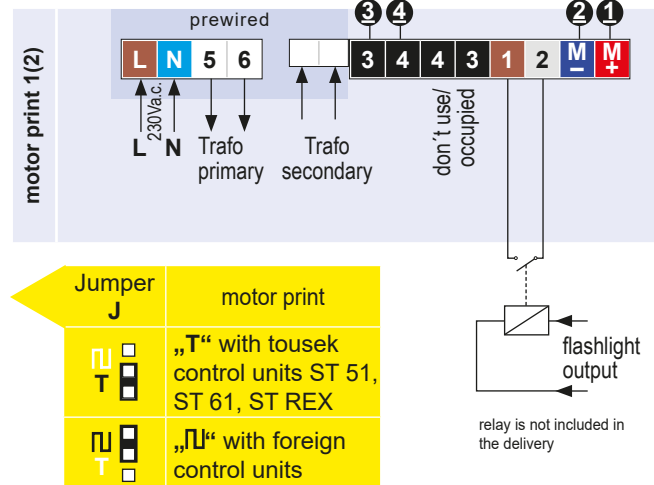 prewired
3 4 2 1
L N 5 6 3 4 4 3 1 2 M– M+
motor print 1(2)
230Va.c.
L N
Trafo
primary
Trafo
secondary
don´t use/
occupied
Jumper
J
motor print
T
„T“ with tousek
control units ST 51,
ST 61, ST REX
T
„⎍“ with foreign
control units
flashlight
output
relay is not included in
the delivery